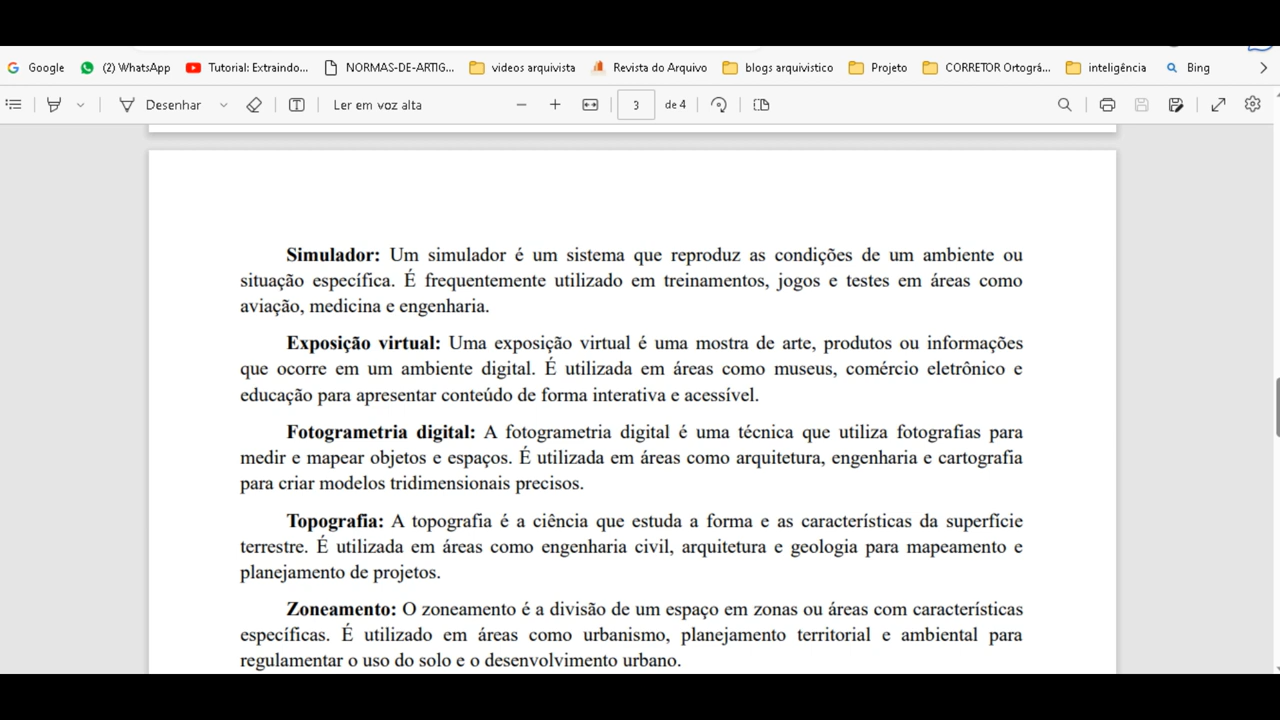 Google (2) WhatsApp Tutorial: Extraindo... NORMAS-DE-ARTIG... videos arquivista Revista do Arquivo blogs arquivistico Projeto CORRETOR Ortográ... inteligência Bing
Desenhar Ler em voz alta 3 de 4
Simulador: Um simulador é um sistema que reproduz as condições de um ambiente ou
situação específica. É frequentemente utilizado em treinamentos, jogos e testes em áreas como
aviação, medicina e engenharia.
Exposição virtual: Uma exposição virtual é uma mostra de arte, produtos ou informações
que ocorre em um ambiente digital. É utilizada em áreas como museus, comércio eletrônico e
educação para apresentar conteúdo de forma interativa e acessível.
Fotogrametria digital: A fotogrametria digital é uma técnica que utiliza fotografias para
medir e mapear objetos e espaços. É utilizada em áreas como arquitetura, engenharia e cartografia
para criar modelos tridimensionais precisos.
Topografia: A topografia é a ciência que estuda a forma e as características da superfície
terrestre. É utilizada em áreas como engenharia civil, arquitetura e geologia para mapeamento e
planejamento de projetos.
Zoneamento: O zoneamento é a divisão de um espaço em zonas ou áreas com características
específicas. É utilizado em áreas como urbanismo, planejamento territorial e ambiental para
regulamentar o uso do solo e o desenvolvimento urbano.